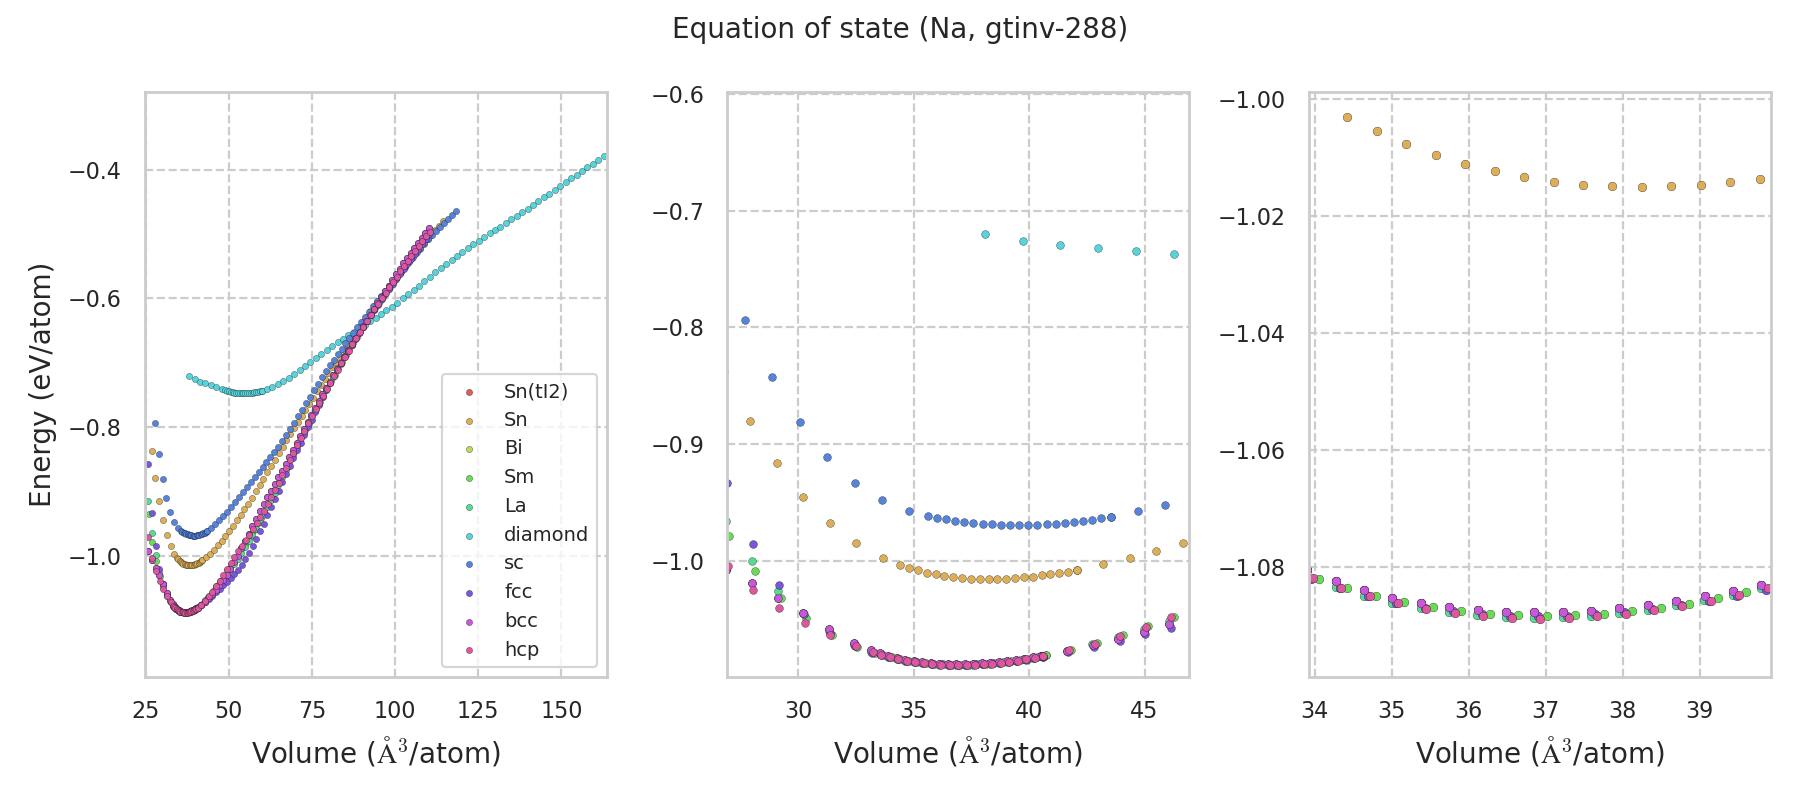 Equation of state (Na, gtinv-288)
Energy (eV/atom)
−0.4
−0.6
−0.8
−1.0
25 50 75 100 125 150
Volume (Å³/atom)
Sn(tI2)
Sn
Bi
Sm
La
diamond
sc
fcc
bcc
hcp
−0.6
−0.7
−0.8
−0.9
−1.0
30 35 40 45
Volume (Å³/atom)
−1.00
−1.02
−1.04
−1.06
−1.08
34 35 36 37 38 39
Volume (Å³/atom)